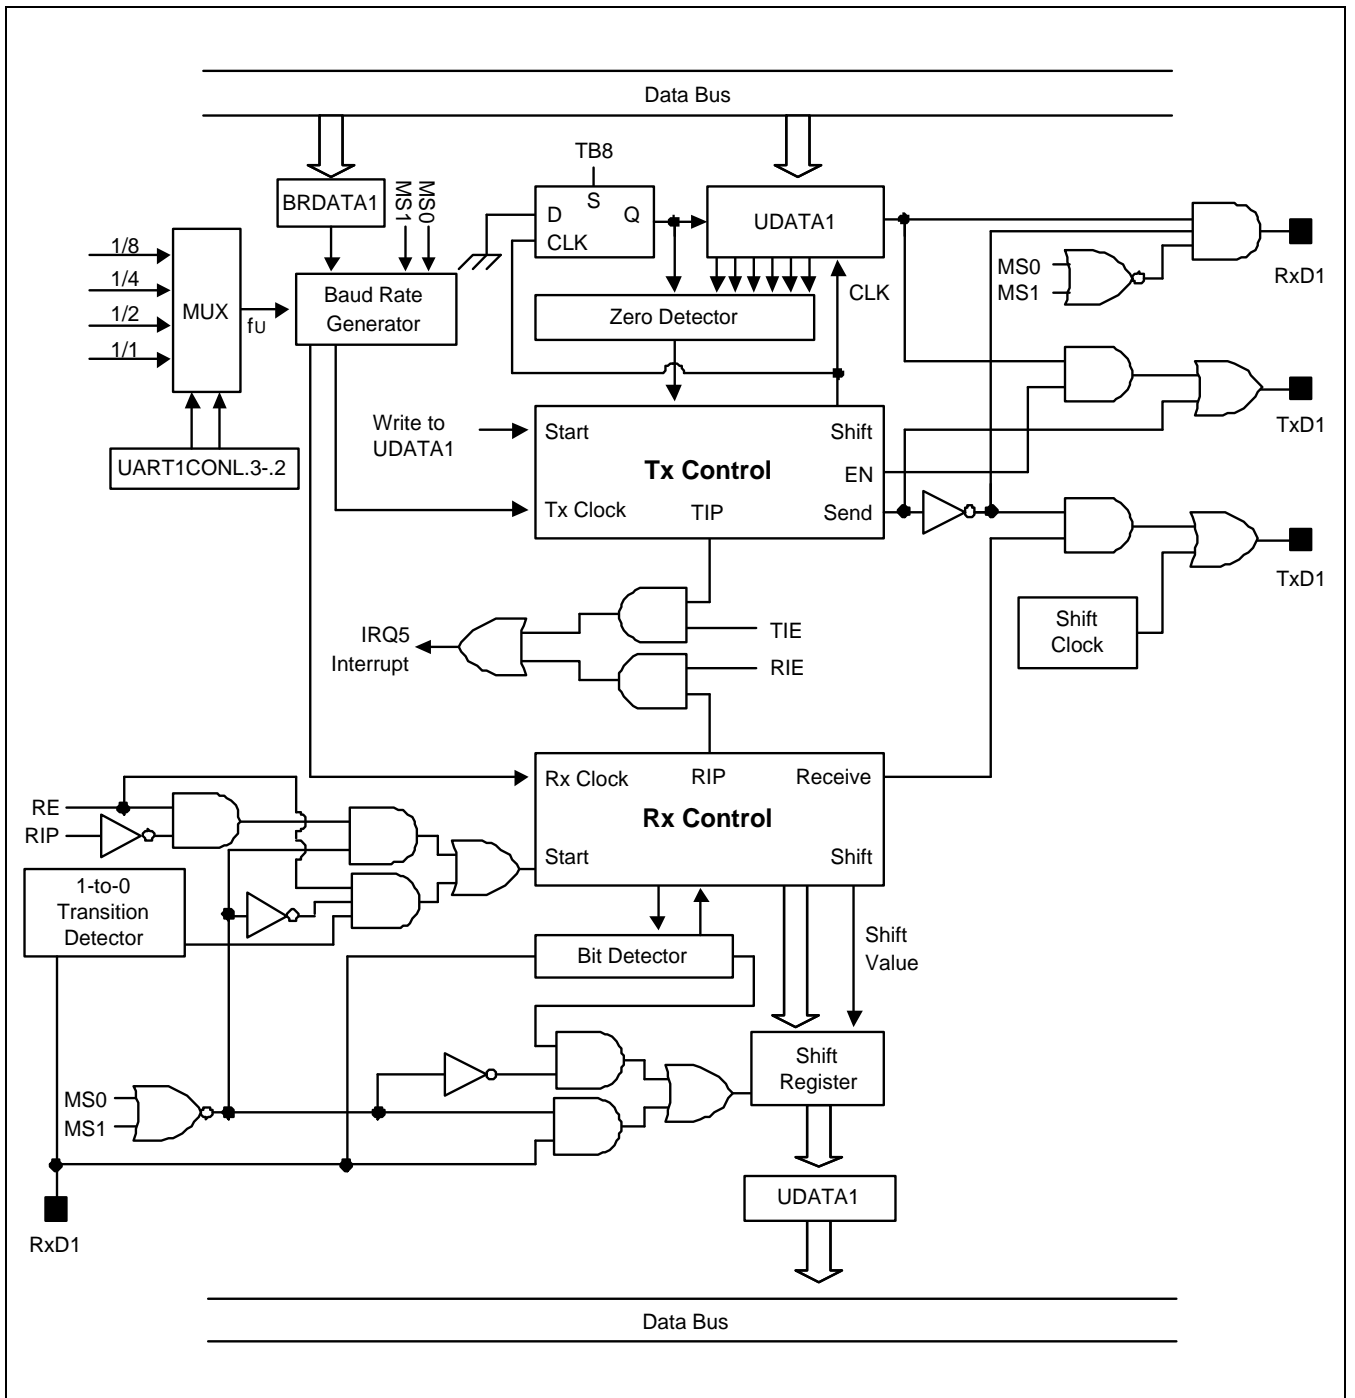 Data Bus
TB8
BRDATA1
MS1
MS0
D
S
Q
CLK
UDATA1
1/8
1/4
1/2
1/1
MUX
fU
Baud Rate
Generator
Zero Detector
CLK
MS0
MS1
RxD1
UART1CONL.3-.2
Write to
UDATA1
Start
Shift
Tx Control
EN
Tx Clock
TIP
Send
TxD1
TxD1
Shift
Clock
IRQ5
Interrupt
TIE
RIE
RE
RIP
Rx Clock
RIP
Receive
Rx Control
Start
Shift
1-to-0
Transition
Detector
Bit Detector
Shift
Value
MS0
MS1
Shift
Register
UDATA1
RxD1
Data Bus